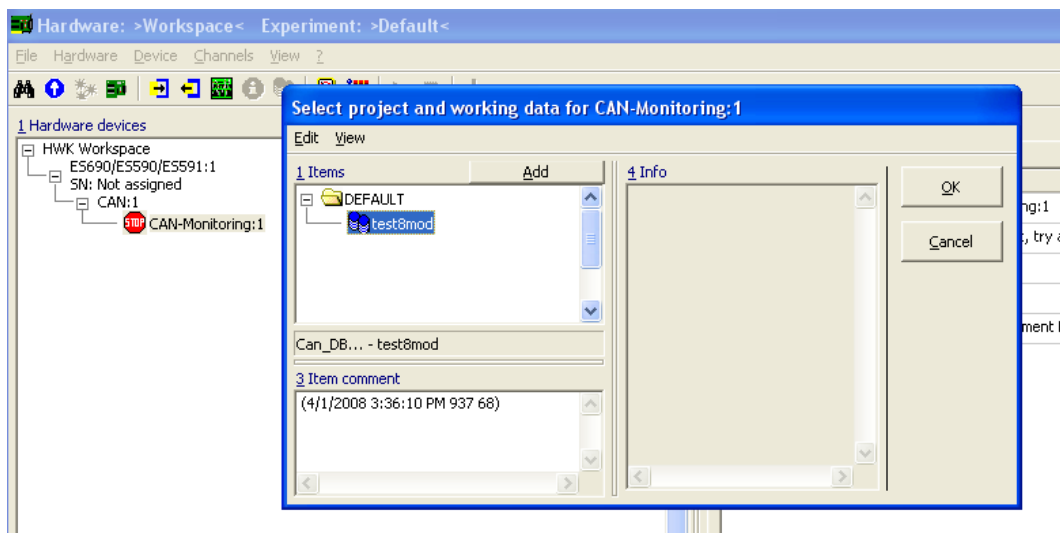 Hardware: >Workspace< Experiment: >Default<
File Hardware Device Channels View ?
1 Hardware devices
HWK Workspace
ES690/ES590/ES591:1
SN: Not assigned
CAN:1
STOP CAN-Monitoring:1
Select project and working data for CAN-Monitoring:1
Edit View
1 Items Add
DEFAULT
test8mod
Can_DB... - test8mod
3 Item comment
(4/1/2008 3:36:10 PM 937 68)
4 Info
OK
Cancel
ng:1
, try
ment